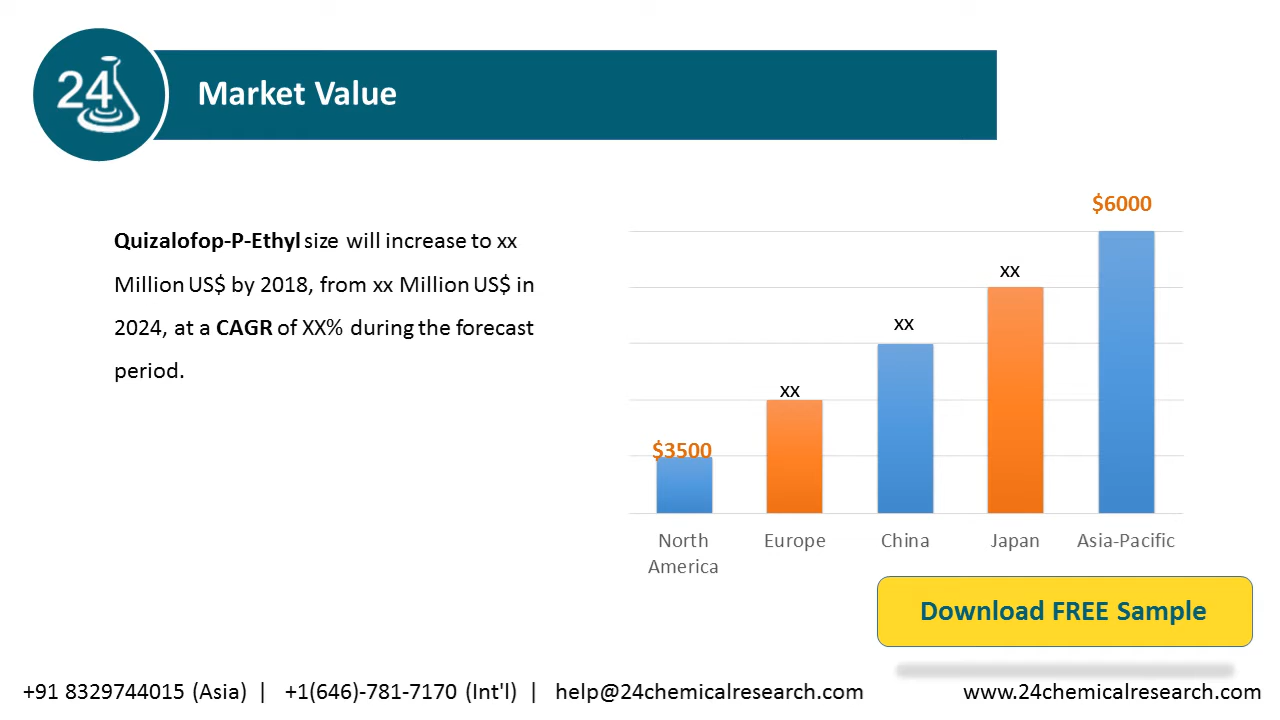 24
Market Value
Quizalofop-P-Ethyl size will increase to xx
Million US$ by 2018, from xx Million US$ in
2024, at a CAGR of XX% during the forecast
period.
$6000
xx
xx
xx
$3500
North
America
Europe
China
Japan
Asia-Pacific
Download FREE Sample
+91 8329744015 (Asia) | +1(646)-781-7170 (Int'l) | help@24chemicalresearch.com www.24chemicalresearch.com